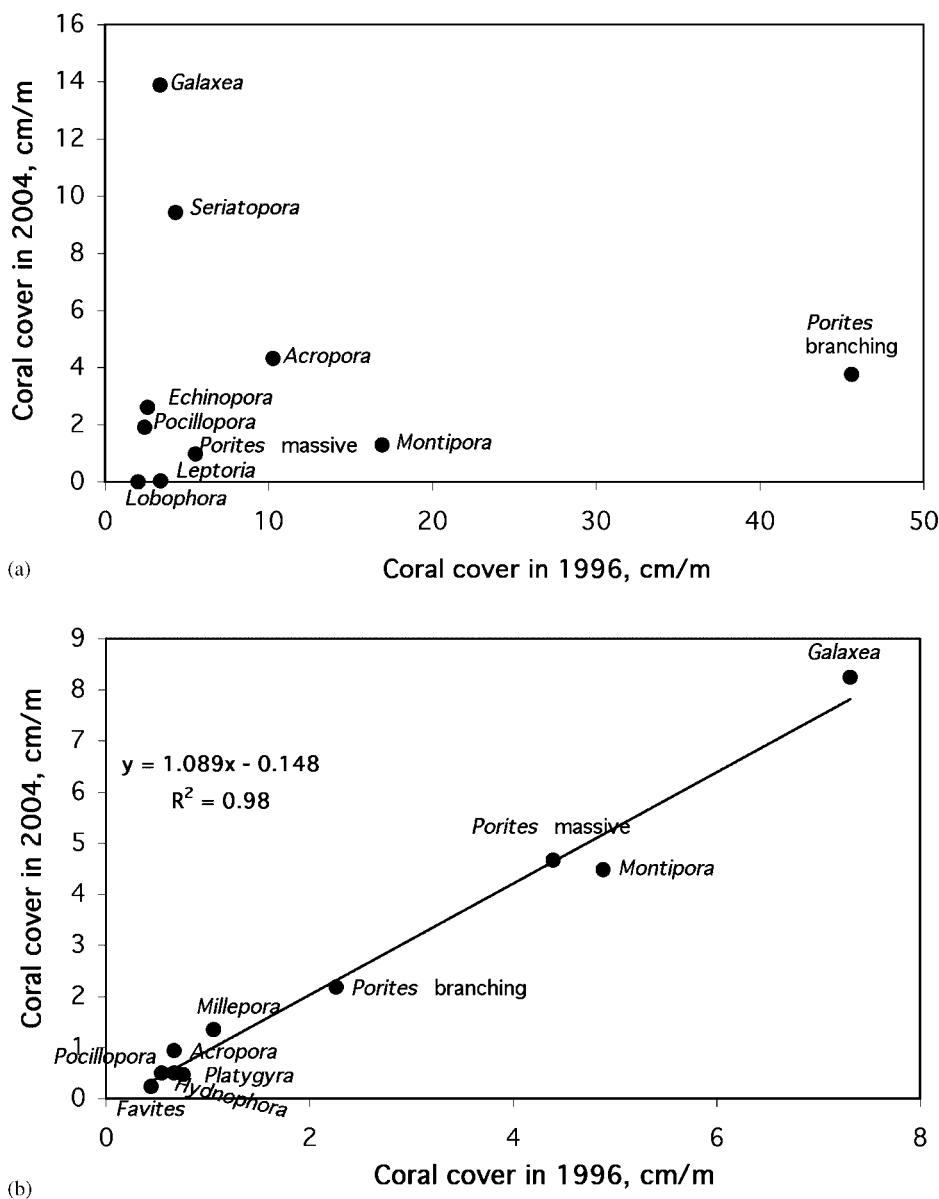 16
14
12
10
8
6
4
2
0
Coral cover in 2004, cm/m
Galaxea
Seriatopora
Porites
branching
Acropora
Echinopora
Pocillopora
Porites massive
Montipora
Leptoria
Lobophora
0 10 20 30 40 50
(a)
Coral cover in 1996, cm/m
9
8
7
6
5
4
3
2
1
0
Coral cover in 2004, cm/m
Galaxea
y = 1.089x - 0.148
R² = 0.98
Porites massive
Montipora
Porites branching
Millepora
Pocillopora
Acropora
Platygyra
Hydnophora
Favites
0 2 4 6 8
(b)
Coral cover in 1996, cm/m